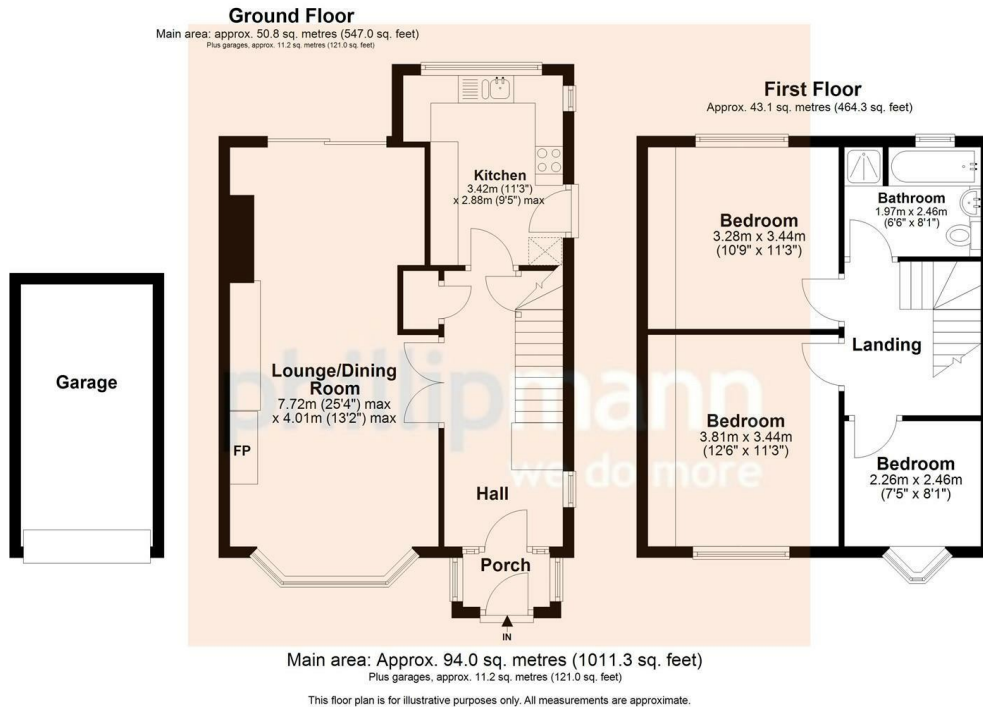 Ground Floor
Main area: approx. 50.8 sq. metres (547.0 sq. feet)
Plus garages, approx. 11.2 sq. metres (121.0 sq. feet)
First Floor
Approx. 43.1 sq. metres (464.3 sq. feet)
Kitchen
3.42m (11'3")
x 2.88m (9'5") max
Bedroom
3.28m x 3.44m
(10'9" x 11'3")
Bathroom
1.97m x 2.46m
(6'6" x 8'1")
Garage
Lounge/Dining
Room
7.72m (25'4") max
x 4.01m (13'2") max
FP
Landing
phillipmann
we do more
Bedroom
3.81m x 3.44m
(12'6" x 11'3")
Bedroom
2.26m x 2.46m
(7'5" x 8'1")
Hall
Porch
IN
Main area: Approx. 94.0 sq. metres (1011.3 sq. feet)
Plus garages, approx. 11.2 sq. metres (121.0 sq. feet)
This floor plan is for illustrative purposes only. All measurements are approximate.